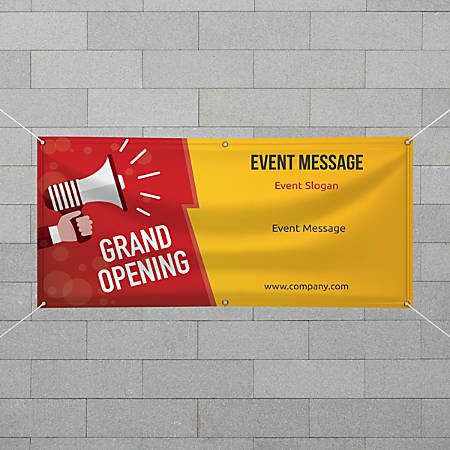 GRAND
OPENING
EVENT MESSAGE
Event Slogan
Event Message
www.company.com